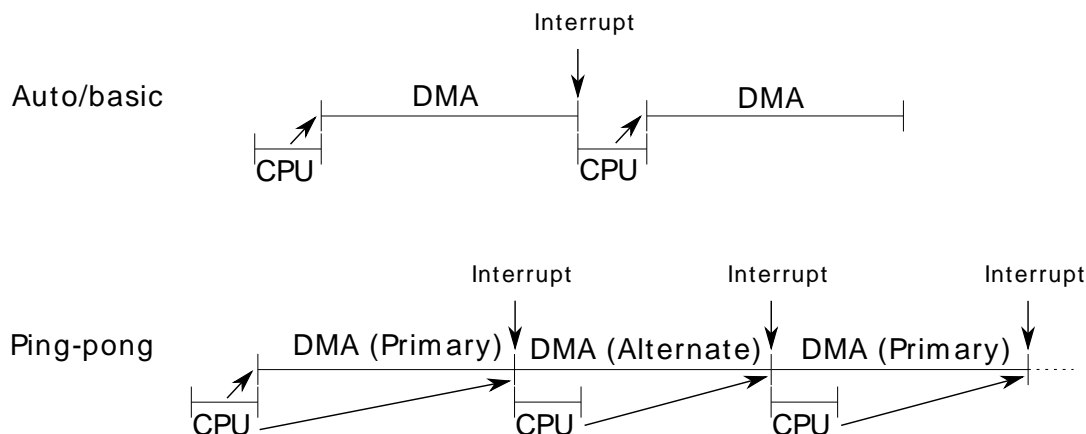 Interrupt
Auto/basic
DMA
DMA
CPU
CPU
Interrupt
Interrupt
Interrupt
Ping-pong
DMA (Primary)
DMA (Alternate)
DMA (Primary)
CPU
CPU
CPU